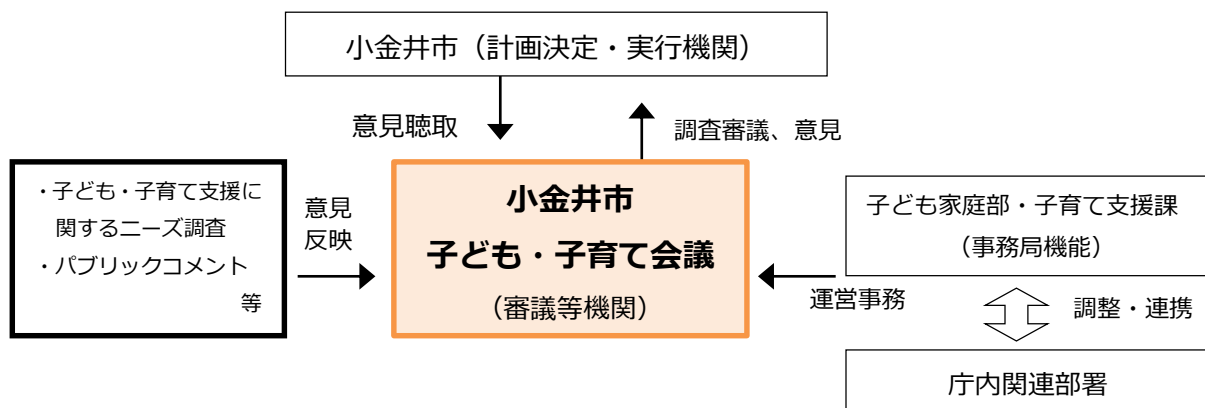 小金井市（計画決定・実行機関）
意見聴取
調査審議、意見
・子ども・子育て支援に
関するニーズ調査
・パブリックコメント
等
意見
反映
小金井市
子ども・子育て会議
（審議等機関）
子ども家庭部・子育て支援課
（事務局機能）
運営事務
調整・連携
庁内関連部署